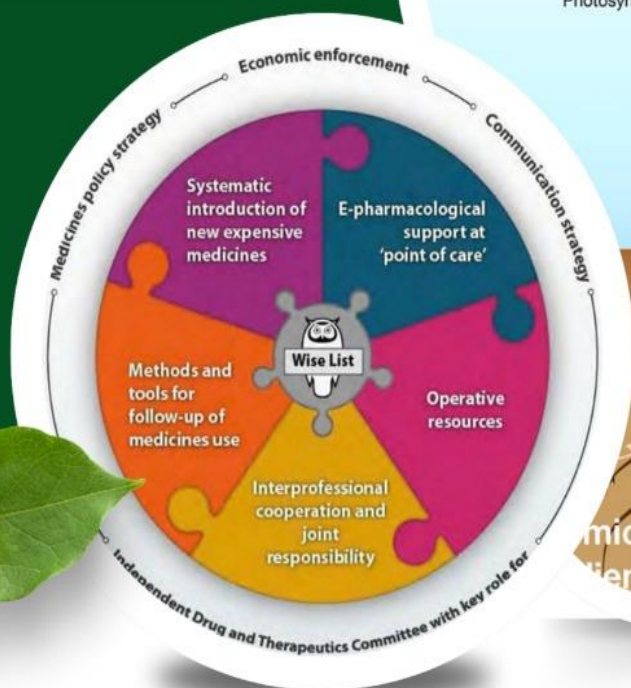 Economic enforcement
Medicines policy strategy
Communication strategy
Systematic
introduction of
new expensive
medicines
E-pharmacological
support at
'point of care'
Wise List
Methods and
tools for
follow-up of
medicines use
Operative
resources
Interprofessional
cooperation and
joint
responsibility
Independent Drug and Therapeutics Committee with key role for